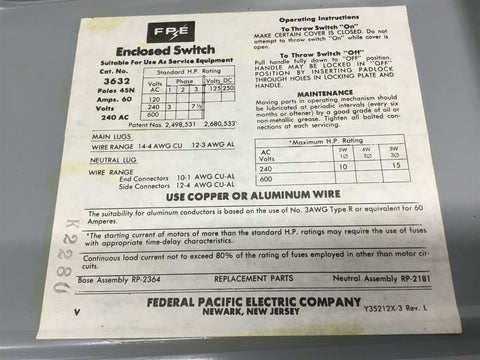 FPE
Enclosed Switch
Suitable For Use As Service Equipment
Cat. No.
3632
Poles 4SN
Amps. 60
Volts
240 AC
Standard H.P. Rating
Volts Phase Volts DC
AC 1 2 3 125 250
120
240 3 7½
600
Patent Nos. 2,498,531 2,680,533
MAIN LUGS
WIRE RANGE 14-4 AWG CU 12-3 AWG AL
NEUTRAL LUG
WIRE RANGE
End Connectors 10-1 AWG CU-AL
Side Connectors 12-4 AWG CU-AL
Operating Instructions
To Throw Switch "On"
MAKE CERTAIN COVER IS CLOSED. Do not
attempt to throw switch "On" while cover is
open.
To Throw Switch "Off"
Pull handle fully down to "OFF" position.
HANDLE MAY BE LOCKED IN "OFF"
POSITION BY INSERTING PADLOCK
THROUGH HOLES IN LOCKING PLATE AND
HANDLE.
MAINTENANCE
Moving parts in operating mechanism should
be lubricated at periodic intervals (every six
months or oftener) by a good grade of oil or
non-metallic grease. Tighten all bolted con-
nections at each servicing.
*Maximum H.P. Rating
AC 2W 4W 3W
Volts 1Ø 2Ø 3Ø
240 10 15
600
USE COPPER OR ALUMINUM WIRE
The suitability for aluminum conductors is based on the use of No. 3AWG Type R or equivalent for 60
Amperes.
*The starting current of motors of more than the standard H.P. ratings may require the use of fuses
with appropriate time-delay characteristics.
Continuous load current not to exceed 80% of the rating of fuses employed in other than motor cir-
cuits.
Base Assembly RP-2364 REPLACEMENT PARTS Neutral Assembly RP-2181
FEDERAL PACIFIC ELECTRIC COMPANY
V NEWARK, NEW JERSEY Y35212X-3 Rev. L
K2280